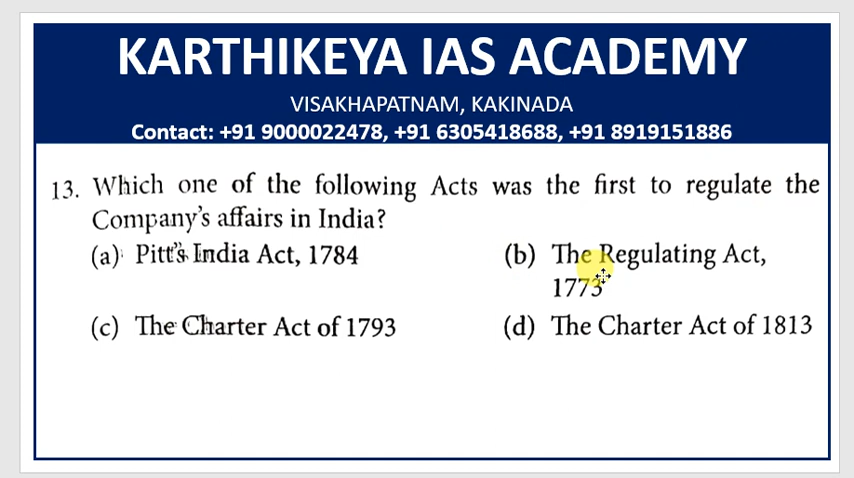 KARTHIKEYA IAS ACADEMY
VISAKHAPATNAM, KAKINADA
Contact: +91 9000022478, +91 6305418688, +91 8919151886
13. Which one of the following Acts was the first to regulate the
Company's affairs in India?
(a) Pitt's India Act, 1784
(b) The Regulating Act,
1773
(c) The Charter Act of 1793
(d) The Charter Act of 1813